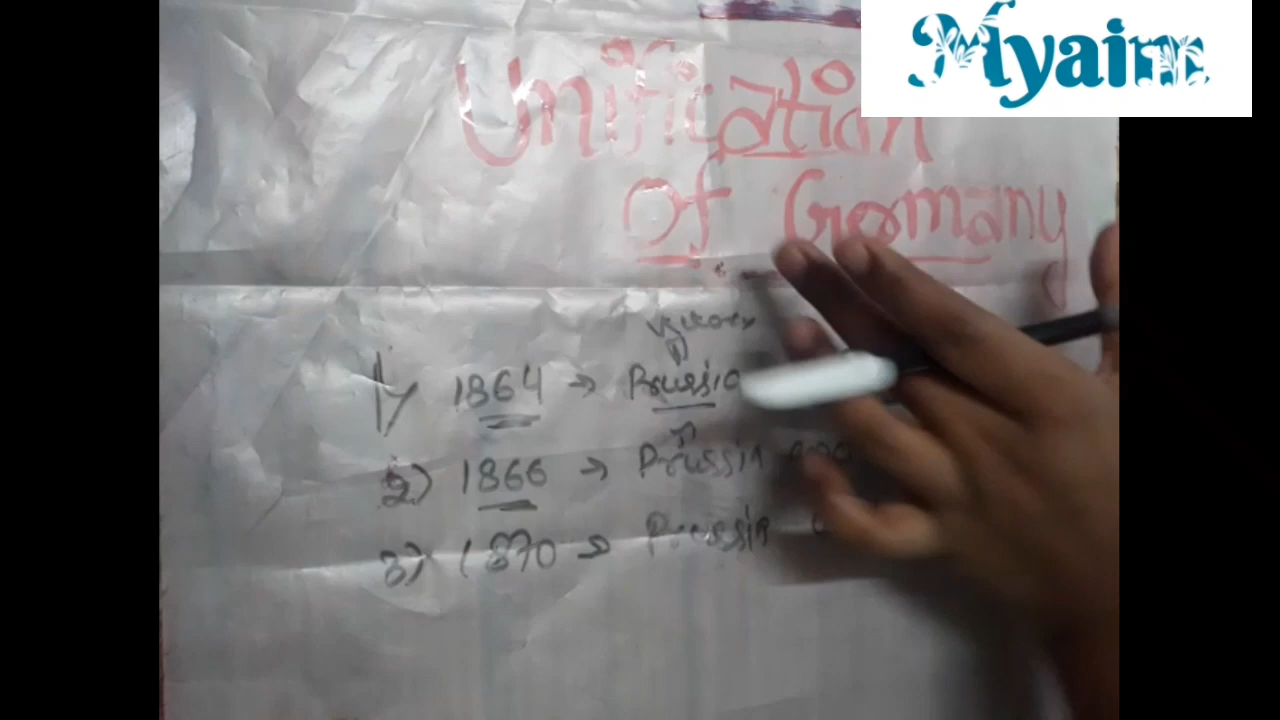 Myaim
Unification
Of Germany
Victory
1) 1864 → Prussia
2) 1866 → Prussia
3) 1870 → Prussia